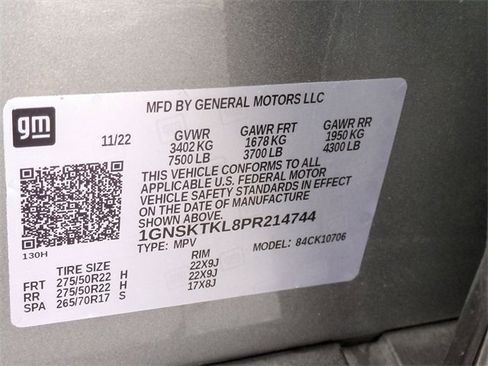 gm
MFD BY GENERAL MOTORS LLC
11/22 GVWR GAWR FRT GAWR RR
3402 KG 1678 KG 1950 KG
7500 LB 3700 LB 4300 LB
THIS VEHICLE CONFORMS TO ALL
APPLICABLE U.S. FEDERAL MOTOR
VEHICLE SAFETY STANDARDS IN EFFECT
ON THE DATE OF MANUFACTURE
SHOWN ABOVE.
1GNSKTKL8PR214744
TYPE: MPV MODEL: 84CK10706
130H
TIRE SIZE RIM
FRT 275/50R22 H 22X9J
RR 275/50R22 H 22X9J
SPA 265/70R17 S 17X8J